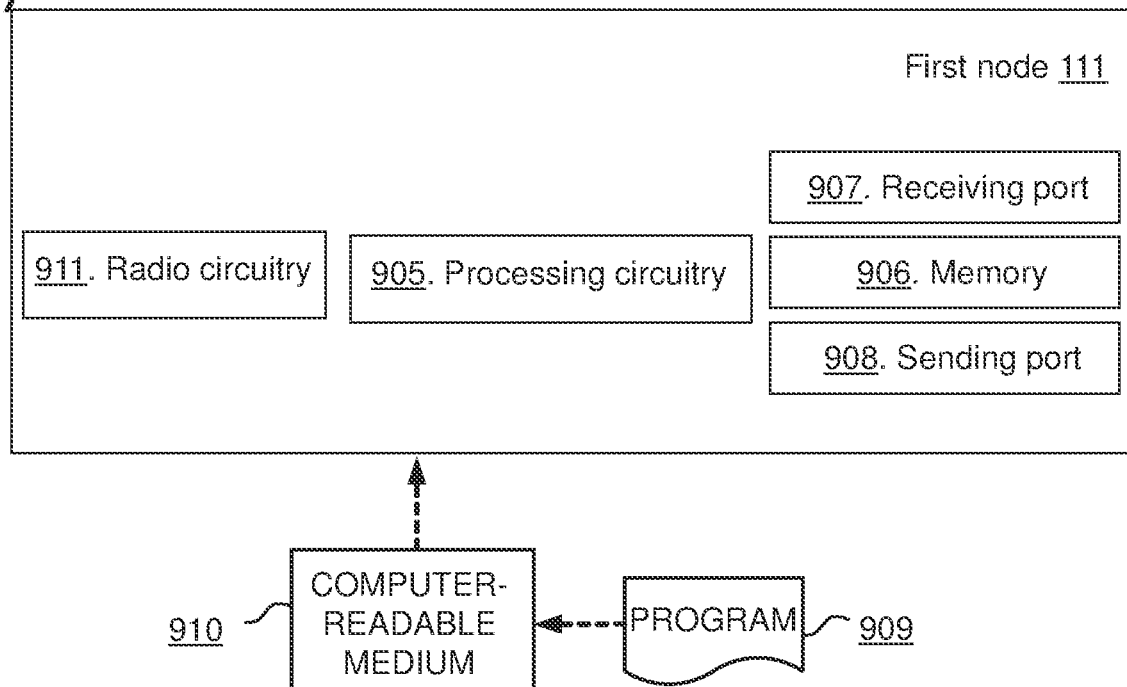 First node 111
907. Receiving port
911. Radio circuitry
905. Processing circuitry
906. Memory
908. Sending port
COMPUTER-
READABLE
MEDIUM
910
PROGRAM
909